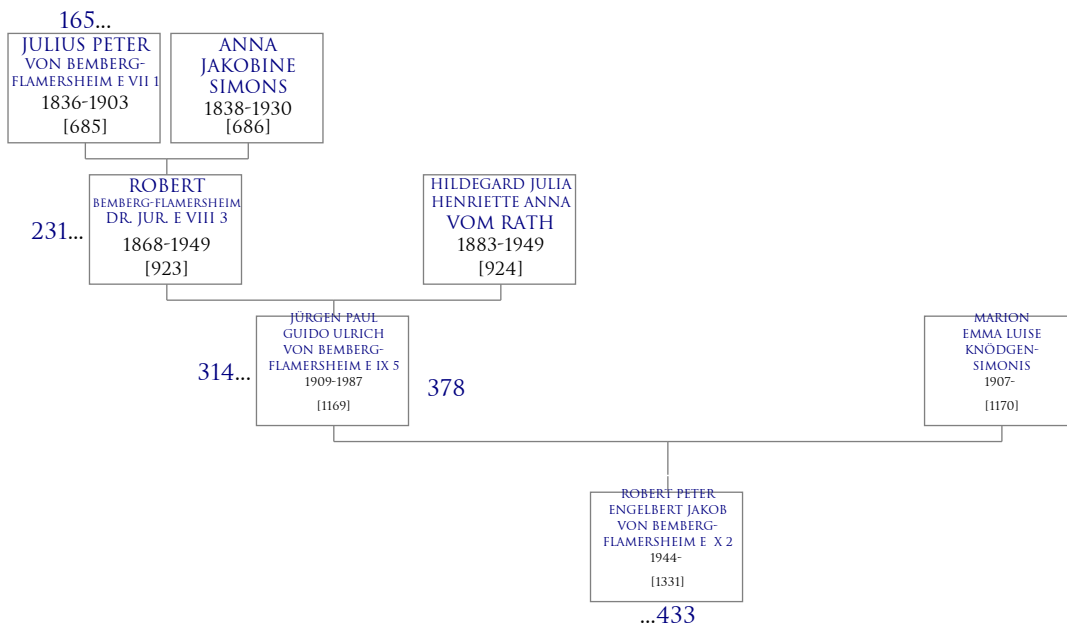 165...
JULIUS PETER
VON BEMBERG-
FLAMERSHEIM E VII 1
1836-1903
[685]
ANNA
JAKOBINE
SIMONS
1838-1930
[686]
231...
ROBERT
BEMBERG-FLAMERSHEIM
DR. JUR. E VIII 3
1868-1949
[923]
HILDEGARD JULIA
HENRIETTE ANNA
VOM RATH
1883-1949
[924]
314...
JÜRGEN PAUL
GUIDO ULRICH
VON BEMBERG-
FLAMERSHEIM E IX 5
1909-1987
[1169]
378
MARION
EMMA LUISE
KNÖDGEN-
SIMONIS
1907-
[1170]
ROBERT PETER
ENGELBERT JAKOB
VON BEMBERG-
FLAMERSHEIM E  X 2
1944-
[1331]
...433